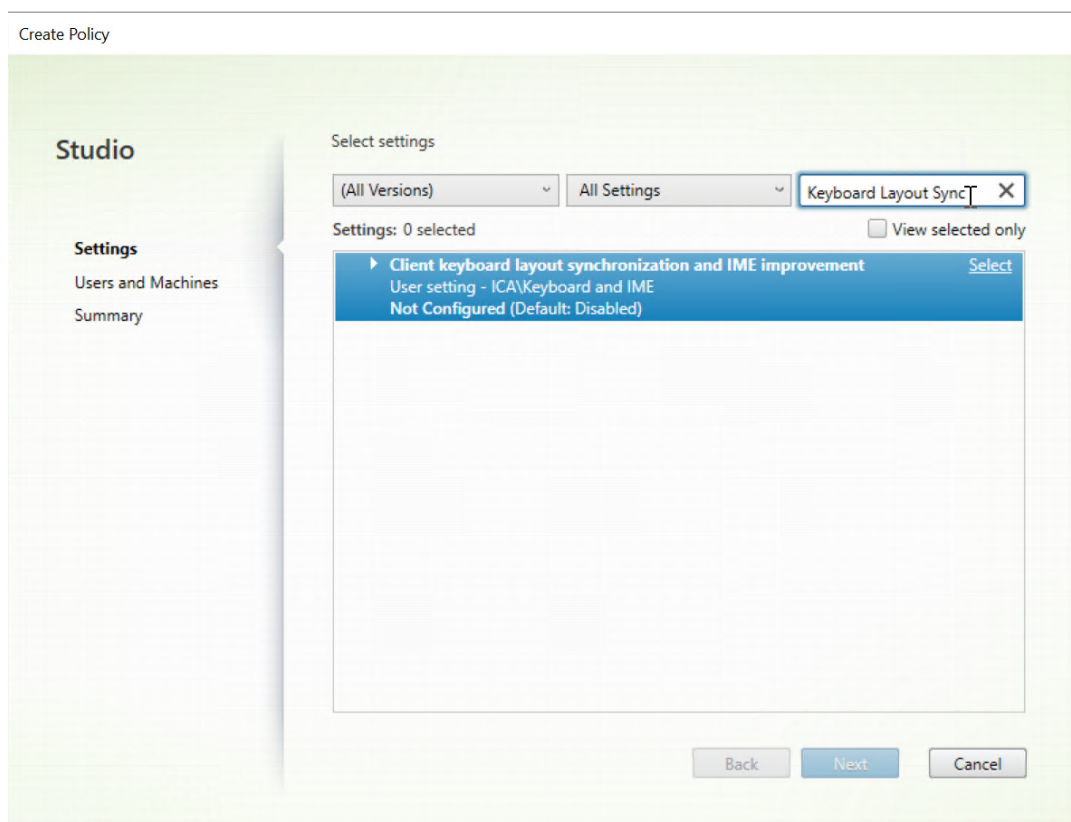 Create Policy
Studio
Settings
Users and Machines
Summary
Select settings
(All Versions)
All Settings
Keyboard Layout Sync
Settings: 0 selected
View selected only
Client keyboard layout synchronization and IME improvement
Select
User setting - ICA\Keyboard and IME
Not Configured (Default: Disabled)
Back
Next
Cancel